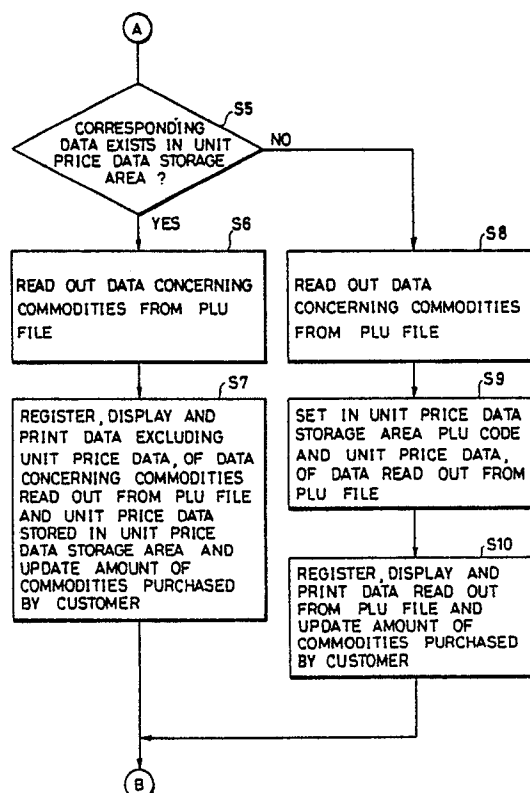 A
S5
CORRESPONDING
DATA EXISTS IN UNIT
PRICE DATA STORAGE
AREA ?
NO
YES
S6
READ OUT DATA CONCERNING
COMMODITIES FROM PLU
FILE
S7
REGISTER, DISPLAY AND
PRINT DATA EXCLUDING
UNIT PRICE DATA, OF DATA
CONCERNING COMMODITIES
READ OUT FROM PLU FILE
AND UNIT PRICE DATA
STORED IN UNIT PRICE
DATA STORAGE AREA AND
UPDATE AMOUNT OF
COMMODITIES PURCHASED
BY CUSTOMER
S8
READ OUT DATA
CONCERNING COMMODITIES
FROM PLU FILE
S9
SET IN UNIT PRICE DATA
STORAGE AREA PLU CODE
AND UNIT PRICE DATA,
OF DATA READ OUT FROM
PLU FILE
S10
REGISTER, DISPLAY AND
PRINT DATA READ OUT
FROM PLU FILE AND
UPDATE AMOUNT OF
COMMODITIES PURCHASED
BY CUSTOMER
B